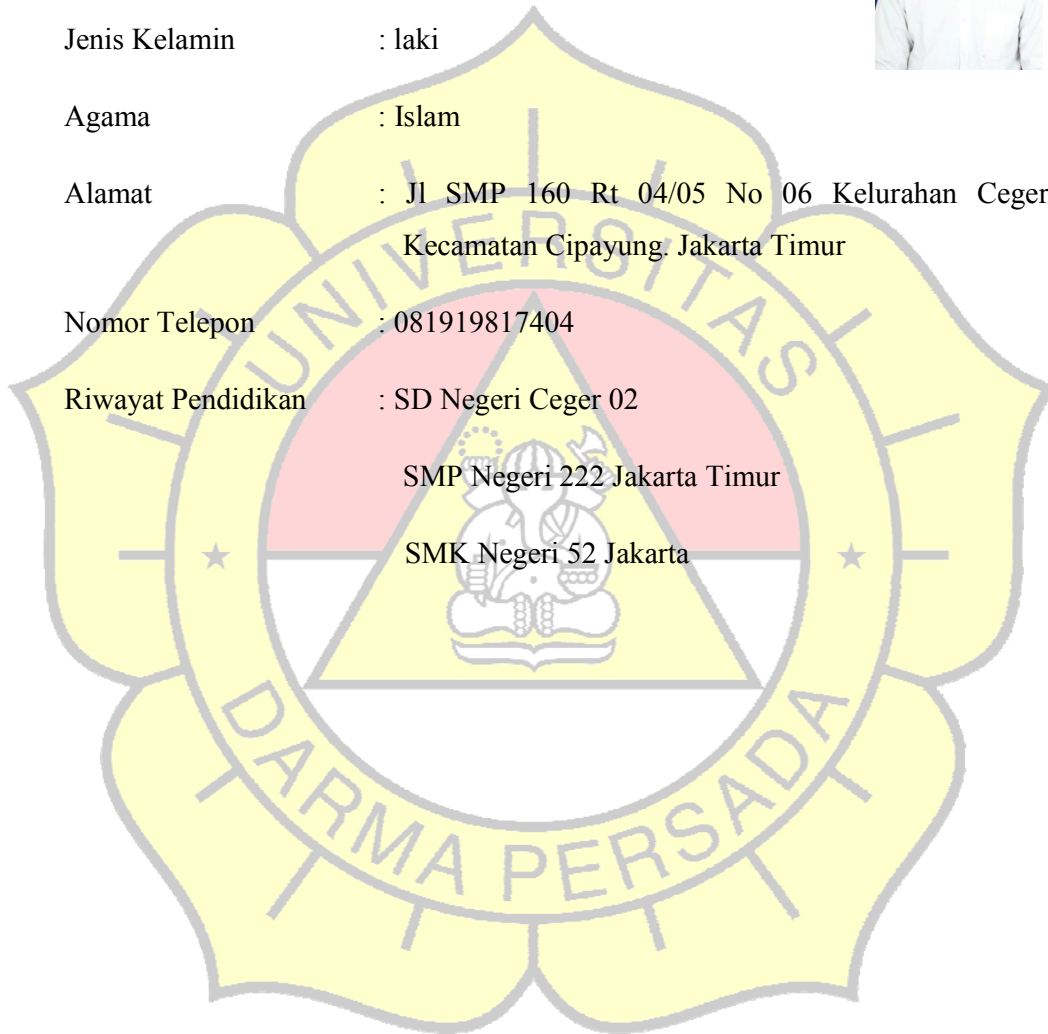 Jenis Kelamin : laki
Agama : Islam
Alamat : Jl SMP 160 Rt 04/05 No 06 Kelurahan Ceger
Kecamatan Cipayung. Jakarta Timur
Nomor Telepon : 081919817404
Riwayat Pendidikan : SD Negeri Ceger 02
SMP Negeri 222 Jakarta Timur
SMK Negeri 52 Jakarta
UNIVERSITAS
DARMA PERSADA